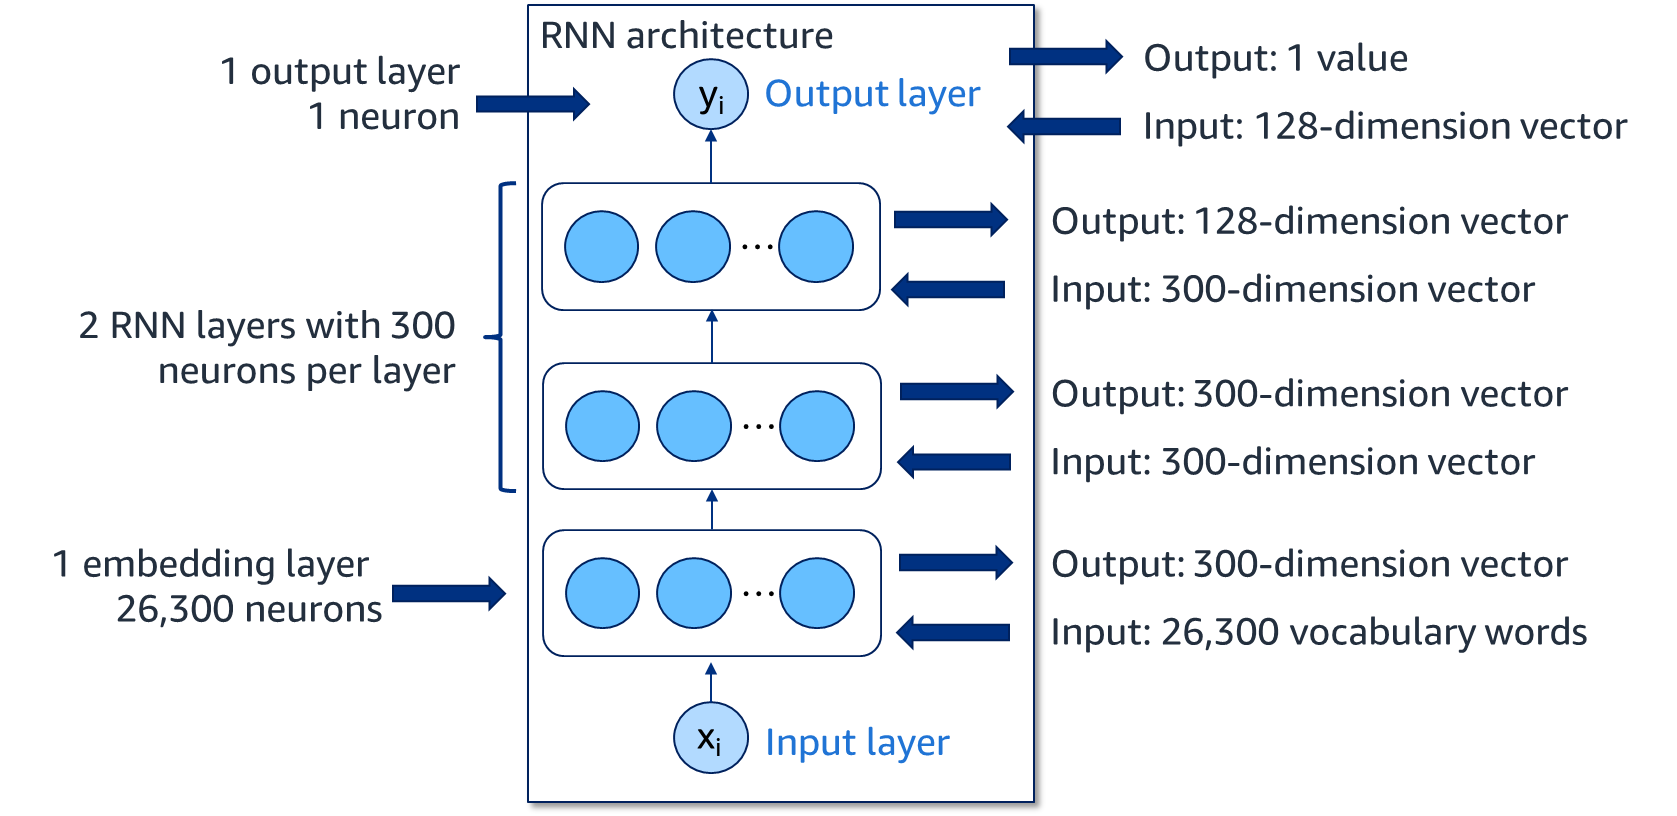 RNN architecture
1 output layer
1 neuron
yi
Output layer
Output: 1 value
Input: 128-dimension vector
...
Output: 128-dimension vector
Input: 300-dimension vector
2 RNN layers with 300
neurons per layer
...
Output: 300-dimension vector
Input: 300-dimension vector
1 embedding layer
26,300 neurons
...
Output: 300-dimension vector
Input: 26,300 vocabulary words
xi
Input layer